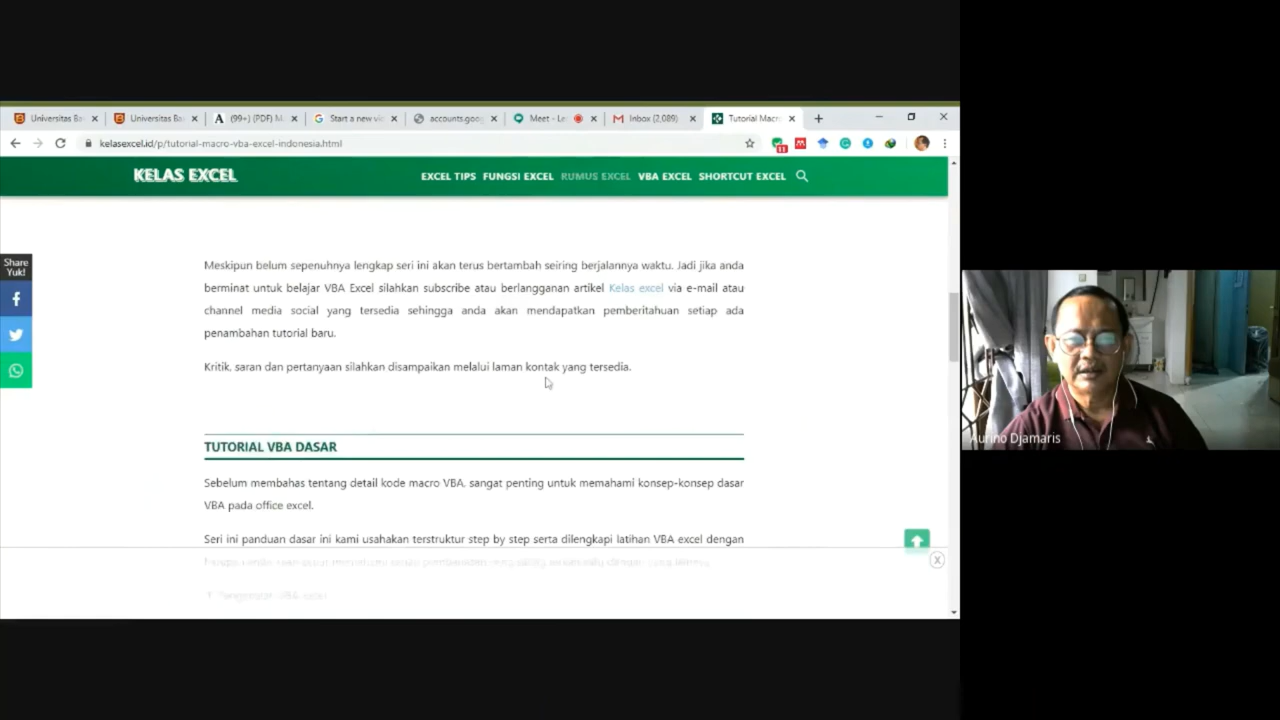 Universitas Ba
Universitas Ba
(99+) (PDF) M
Start a new vi
accounts.goog
Meet - Le
Inbox (2,089)
Tutorial Macr
kelasexcel.id/p/tutorial-macro-vba-excel-indonesia.html
11
KELAS EXCEL
EXCEL TIPS FUNGSI EXCEL RUMUS EXCEL VBA EXCEL SHORTCUT EXCEL
Share
Yuk!
Meskipun belum sepenuhnya lengkap seri ini akan terus bertambah seiring berjalannya waktu. Jadi jika anda
berminat untuk belajar VBA Excel silahkan subscribe atau berlangganan artikel Kelas excel via e-mail atau
channel media social yang tersedia sehingga anda akan mendapatkan pemberitahuan setiap ada
penambahan tutorial baru.
Kritik, saran dan pertanyaan silahkan disampaikan melalui laman kontak yang tersedia.
TUTORIAL VBA DASAR
Sebelum membahas tentang detail kode macro VBA, sangat penting untuk memahami konsep-konsep dasar
VBA pada office excel.
Seri ini panduan dasar ini kami usahakan terstruktur step by step serta dilengkapi latihan VBA excel dengan
1. Pengenalan VBA excel
Aurino Djamaris